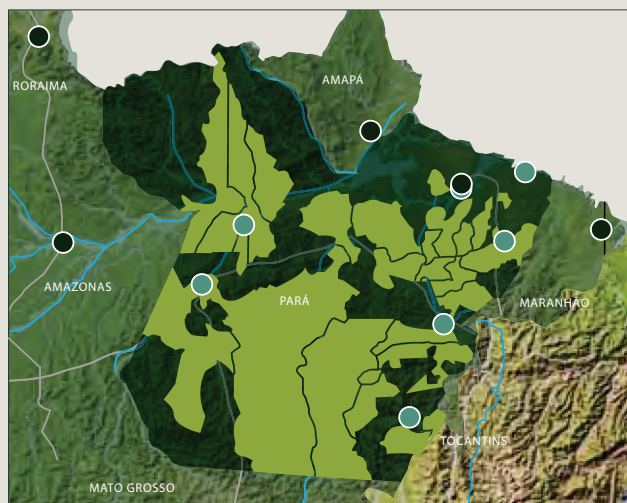 RORAIMA
AMAPÁ
AMAZONAS
PARÁ
MARANHÃO
TOCANTINS
MATO GROSSO